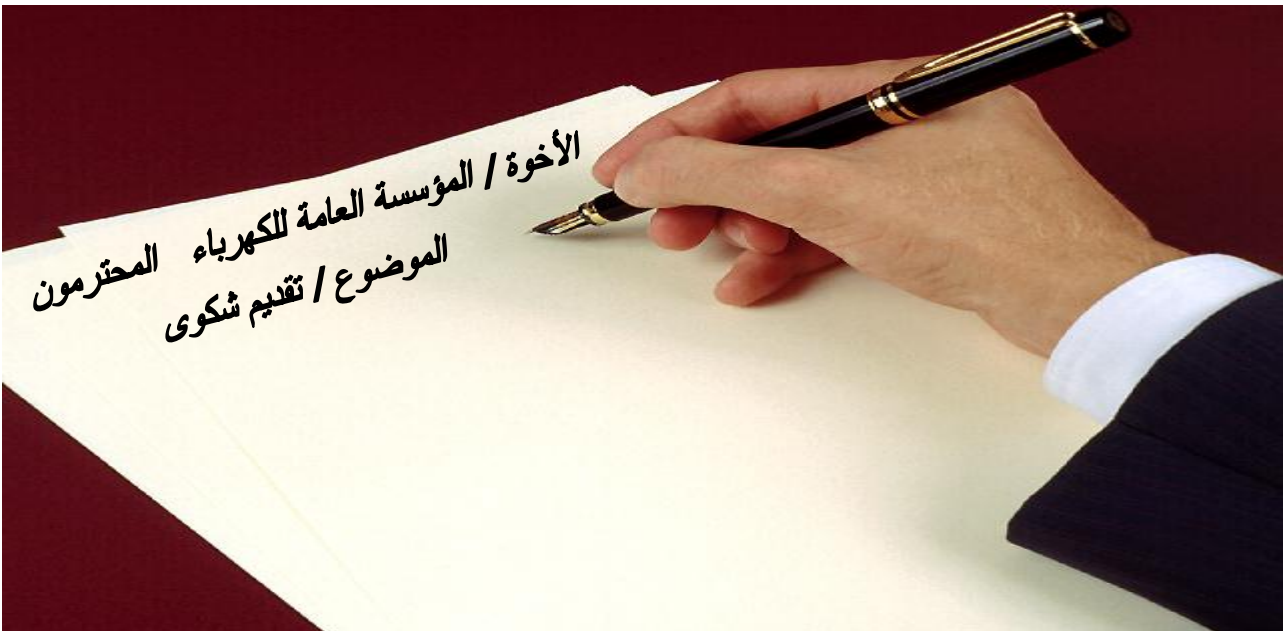 الأخوة / المؤسسة العامة للكهرباء المحترمون
الموضوع / تقديم شكوى